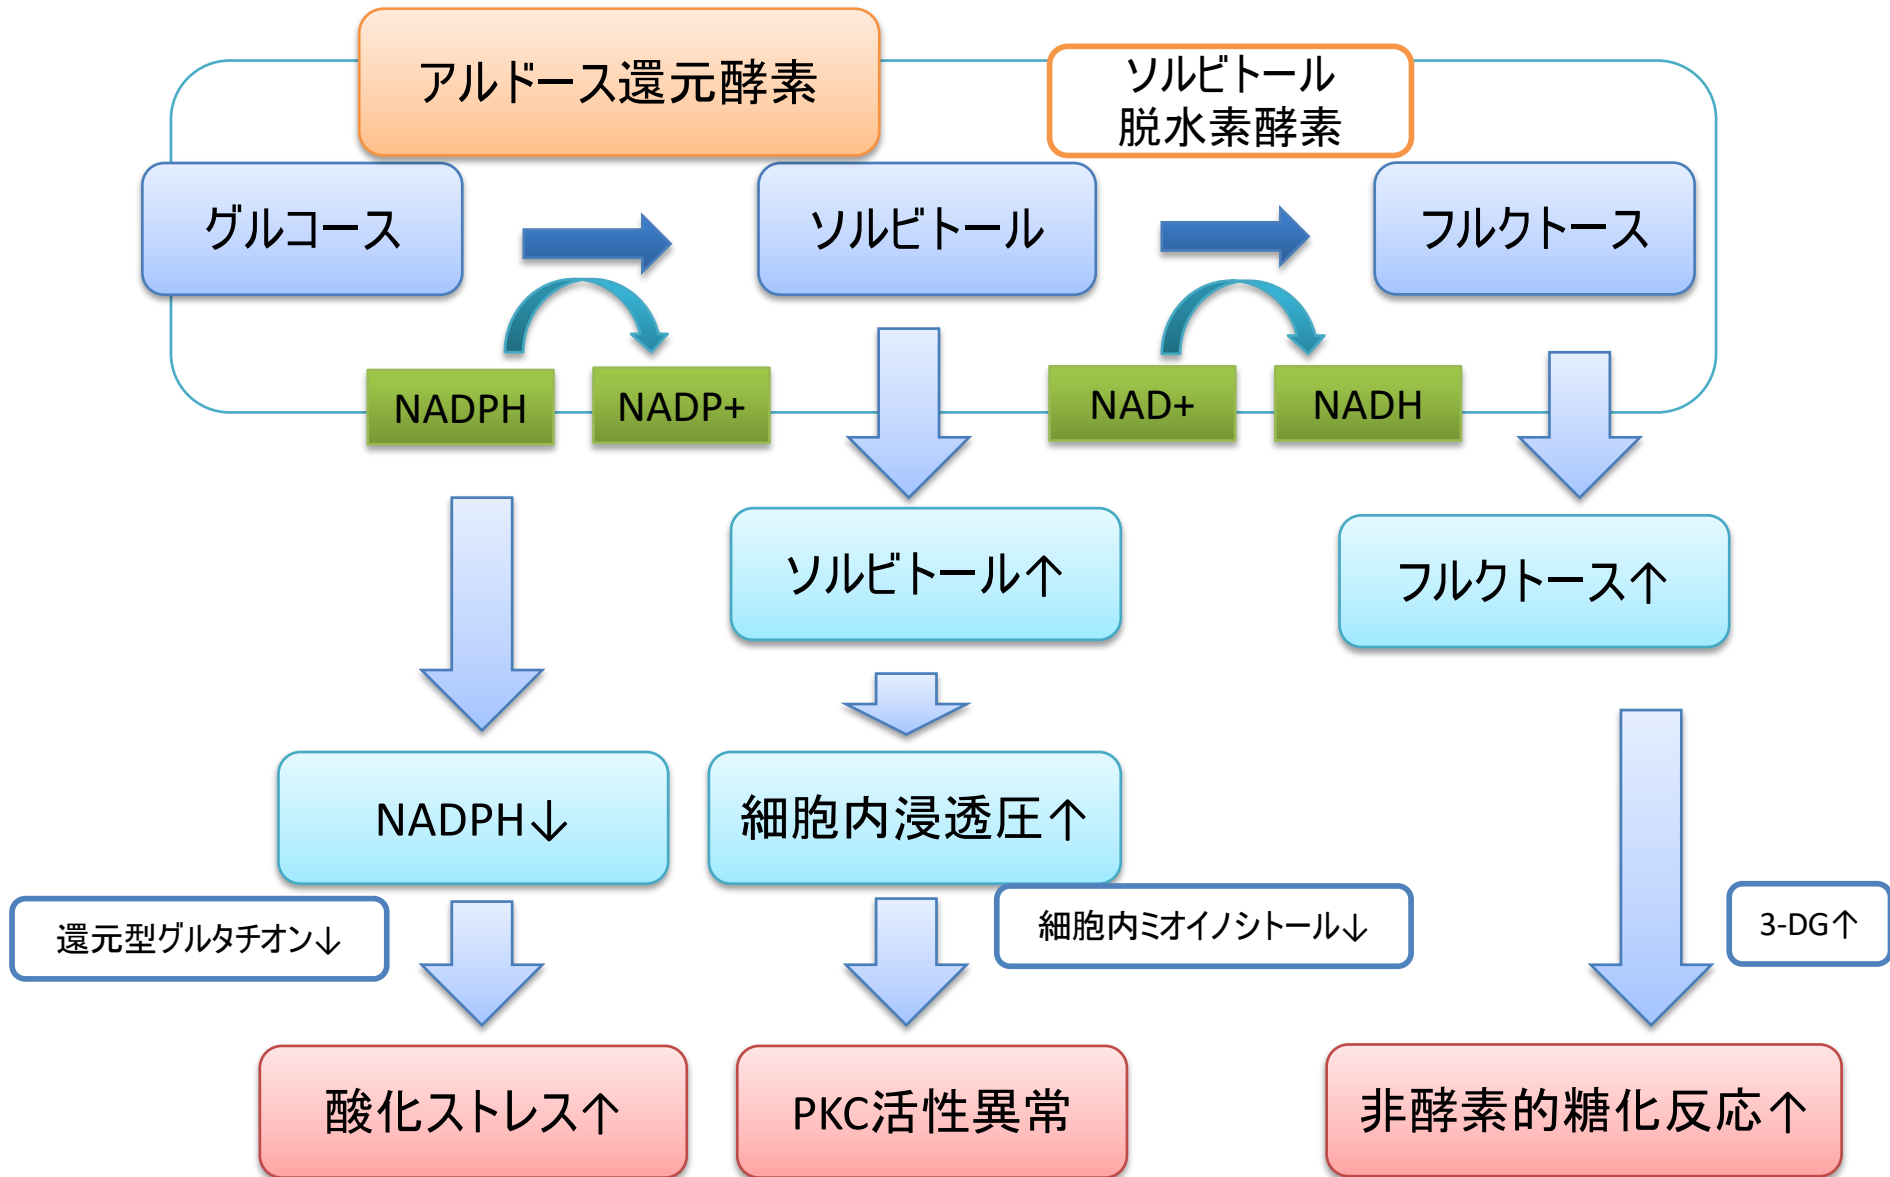 アルドース還元酵素
ソルビトール
脱水素酵素
グルコース
ソルビトール
フルクトース
NADPH
NADP+
NAD+
NADH
ソルビトール↑
フルクトース↑
NADPH↓
細胞内浸透圧↑
還元型グルタチオン↓
細胞内ミオイノシトール↓
3-DG↑
酸化ストレス↑
PKC活性異常
非酵素的糖化反応↑